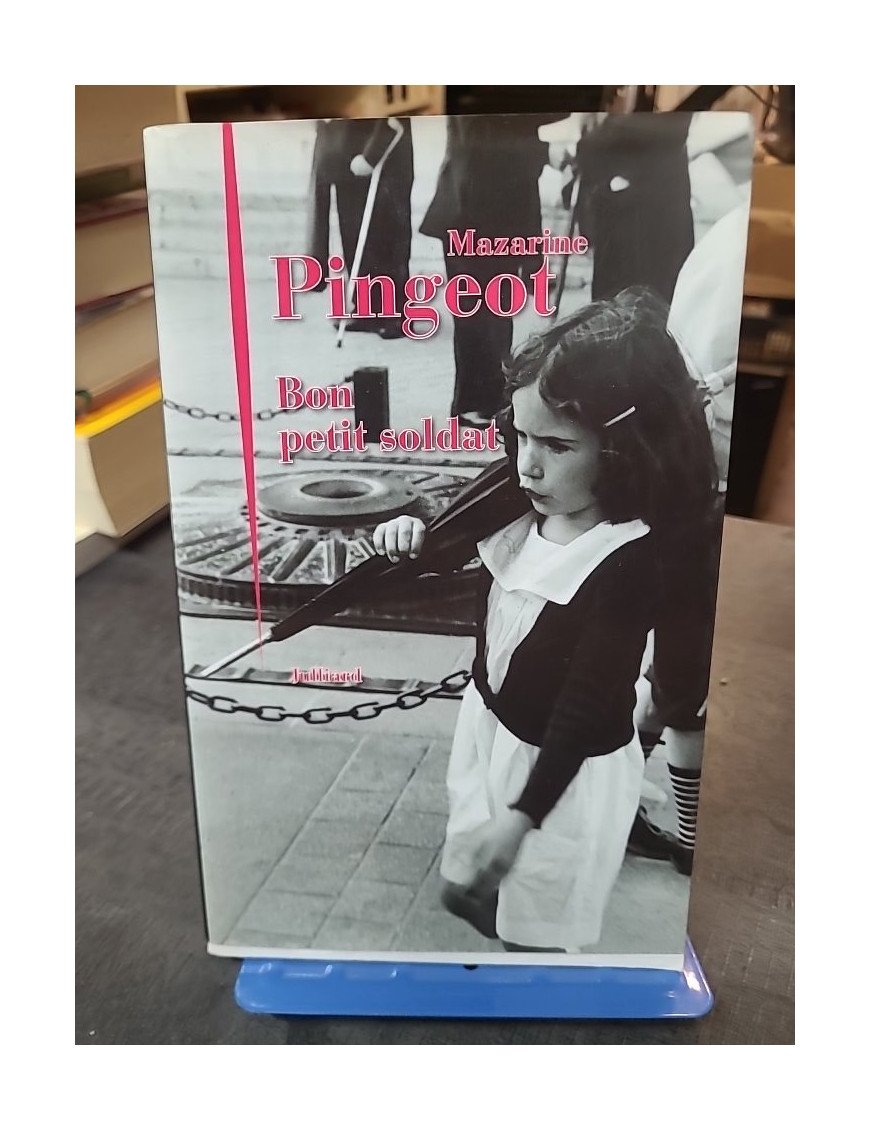 Mazarine
Pingeot
Bon
petit soldat
Julliard